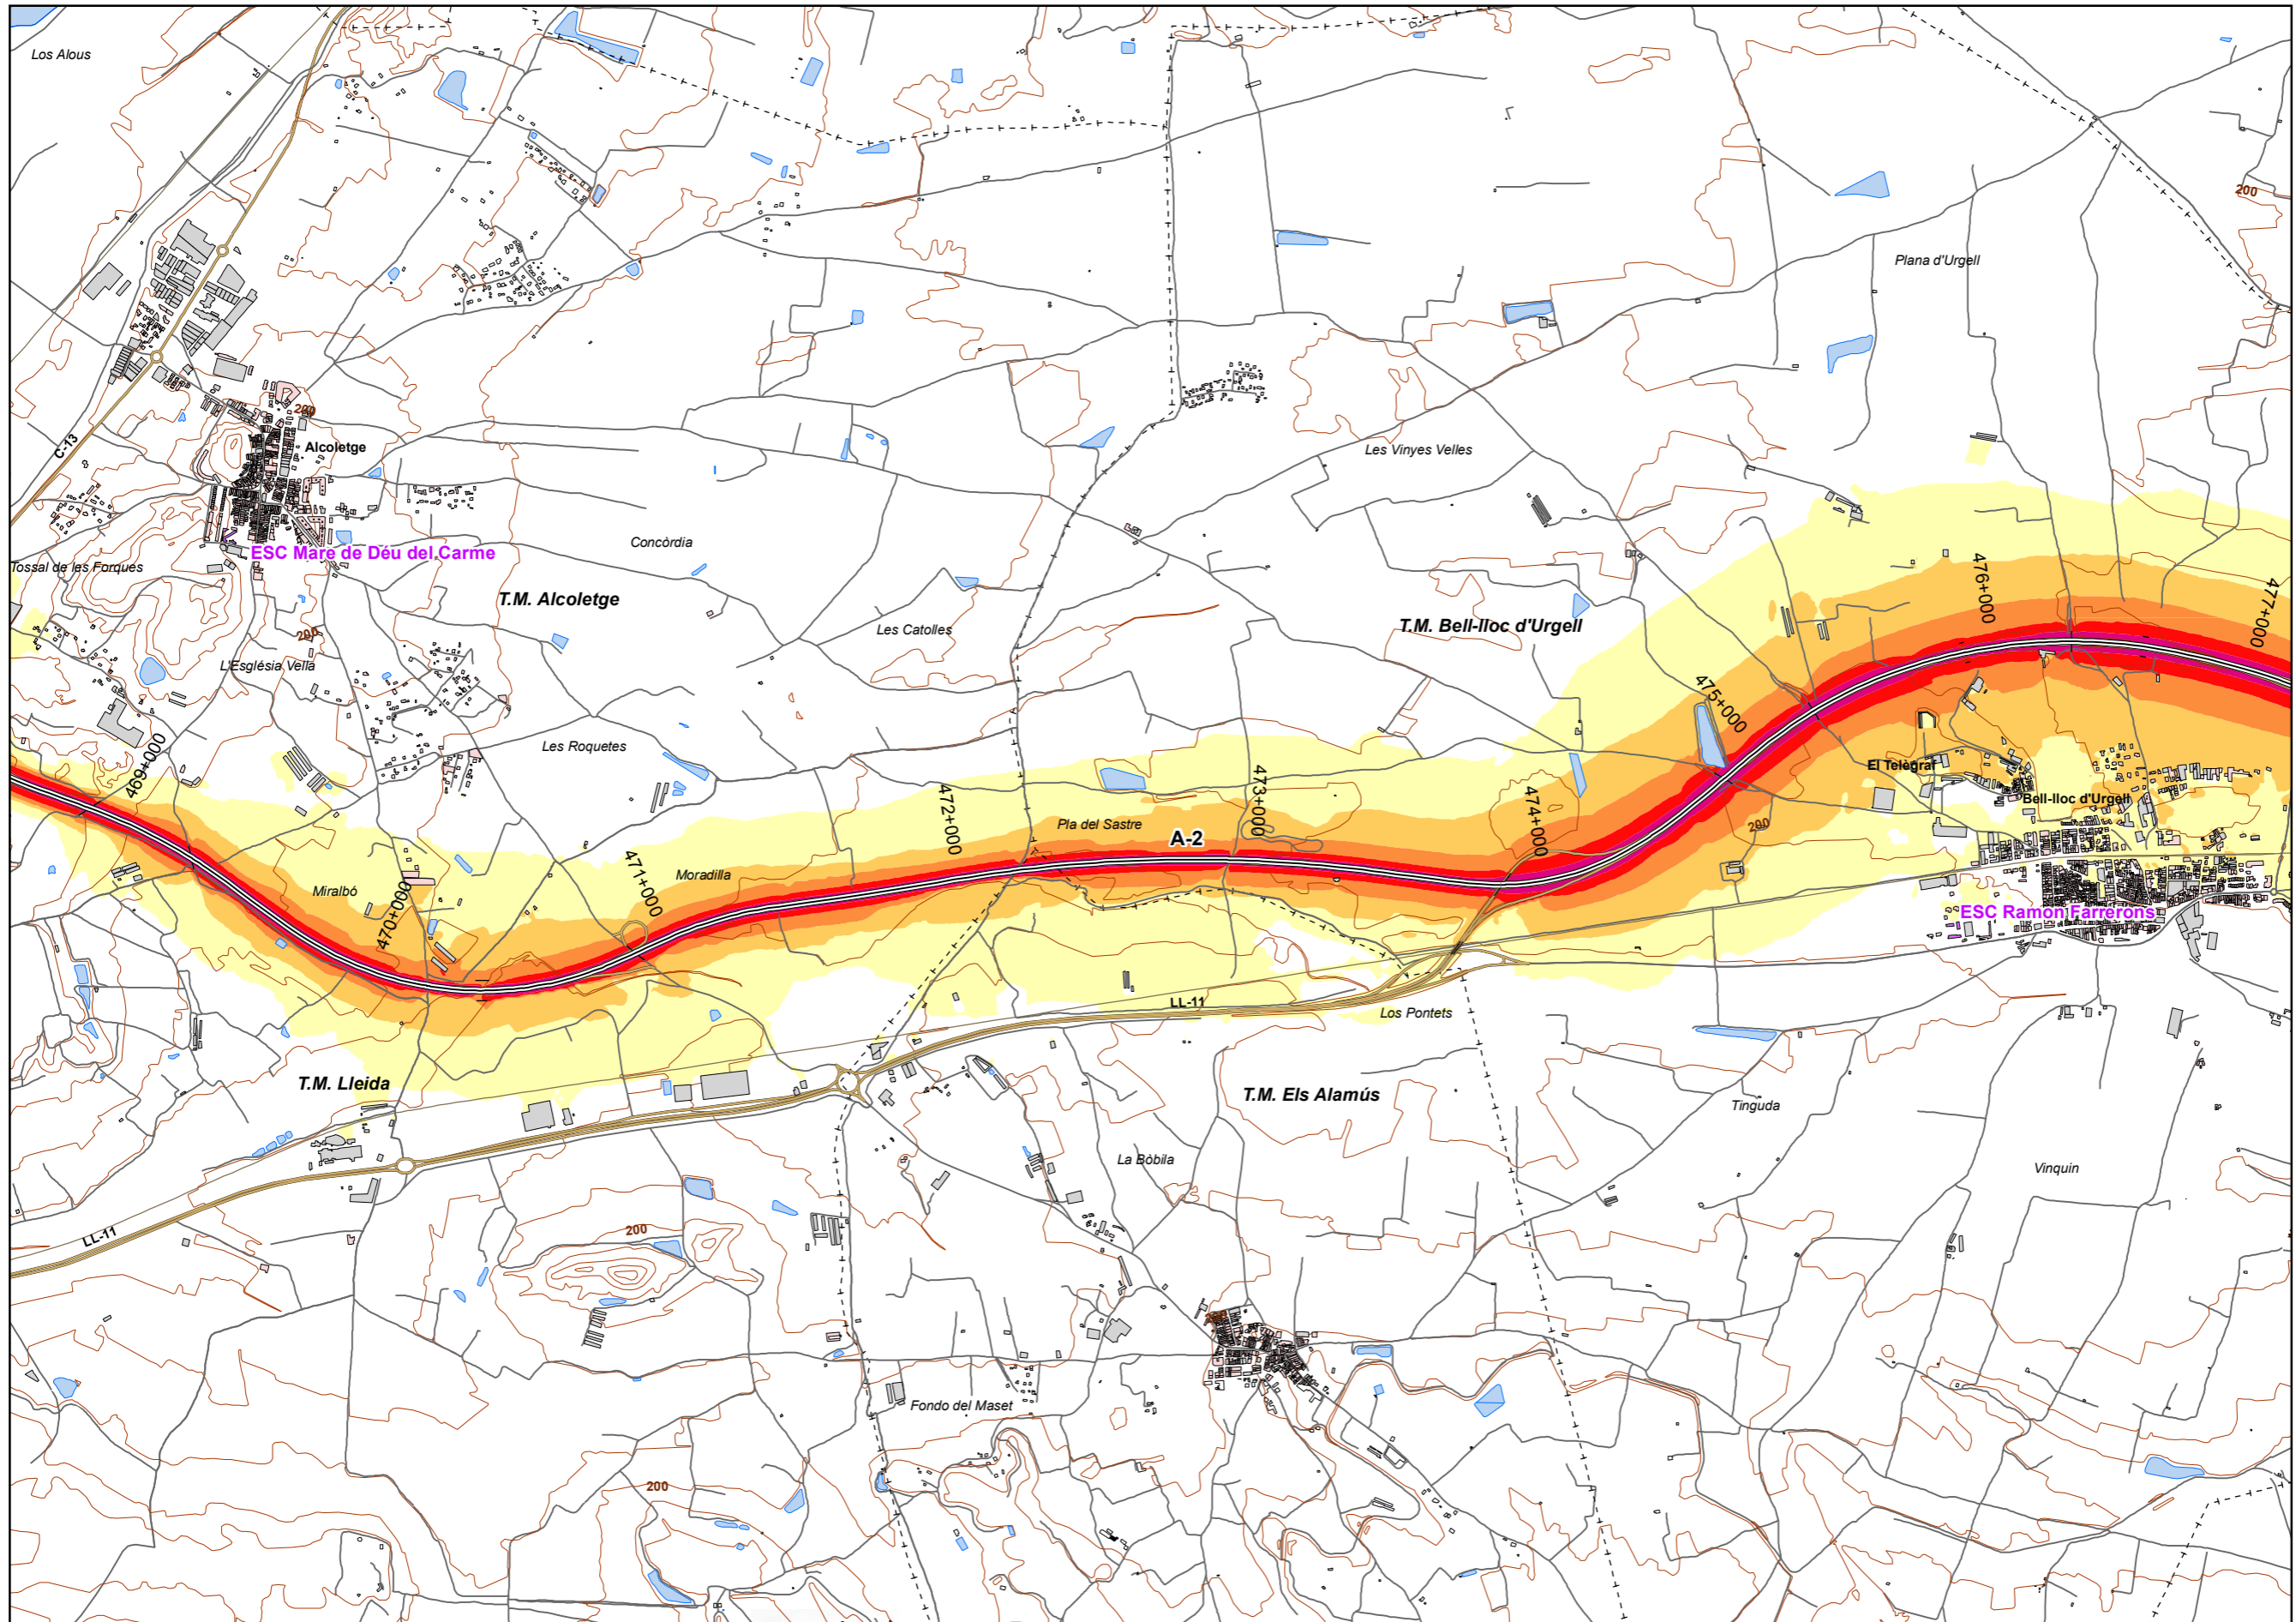 Los Alous
200
Plana d'Urgell
200
C-13
Alcoletge
Les Vinyes Velles
Concòrdia
ESC Mare de Déu del Carme
Tossal de les Forques
476+000
477+000
T.M. Alcoletge
Les Catolles
T.M. Bell-lloc d'Urgell
200
L'Església Vella
475+000
Les Roquetes
469+000
El Telègraf
472+000
473+000
474+000
Bell-lloc d'Urgell
Pla del Sastre
A-2
200
Miralbó
470+000
471+000
Moradilla
ESC Ramon Farrerons
LL-11
Los Pontets
T.M. Lleida
T.M. Els Alamús
Tinguda
La Bòbila
Vinquin
LL-11
200
Fondo del Maset
200